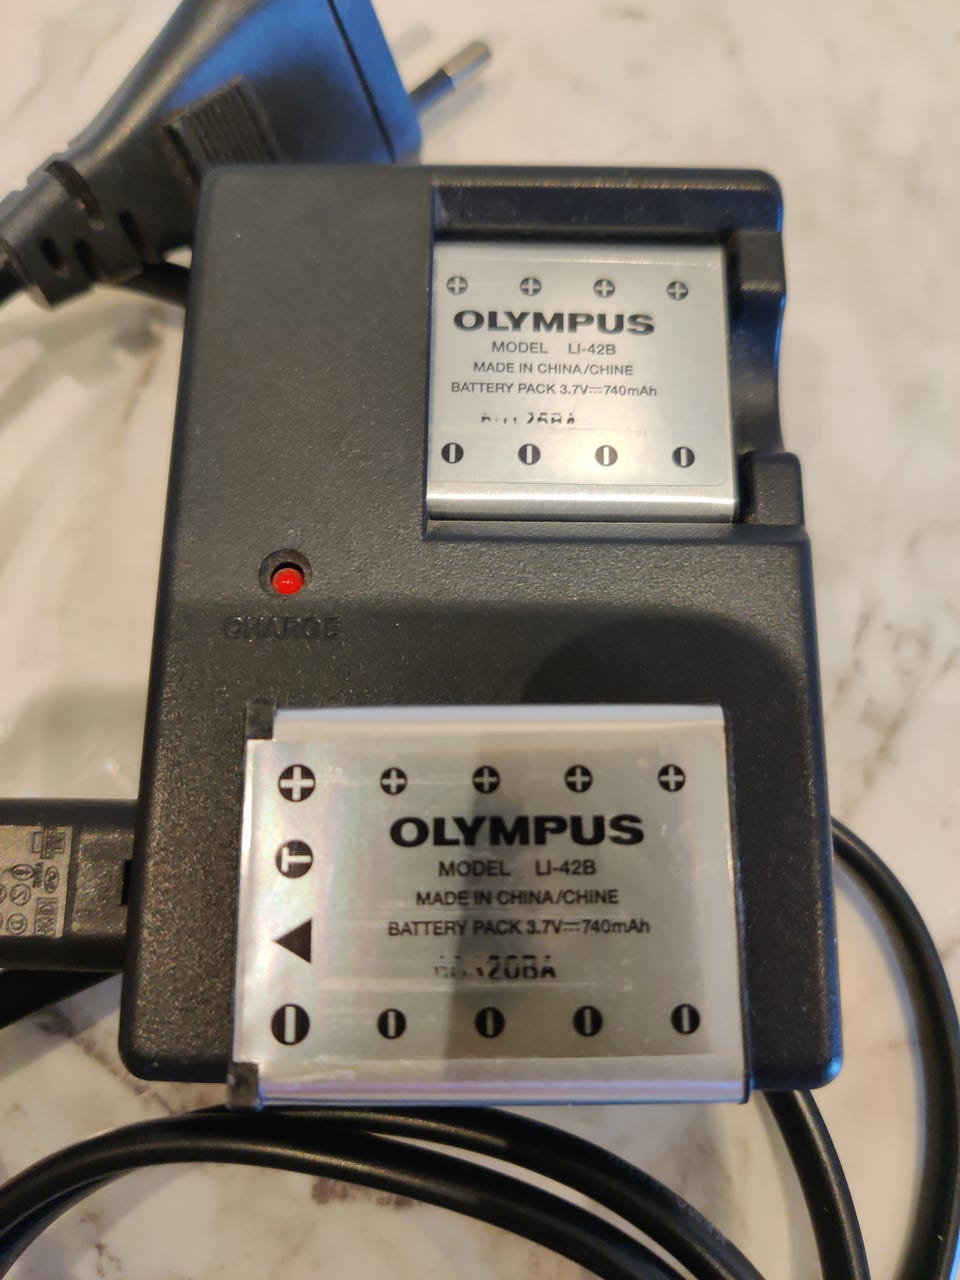 OLYMPUS
MODEL LI-42B
MADE IN CHINA/CHINE
BATTERY PACK 3.7V⎓740mAh
CHARGE
T
OLYMPUS
MODEL LI-42B
MADE IN CHINA/CHINE
BATTERY PACK 3.7V⎓740mAh